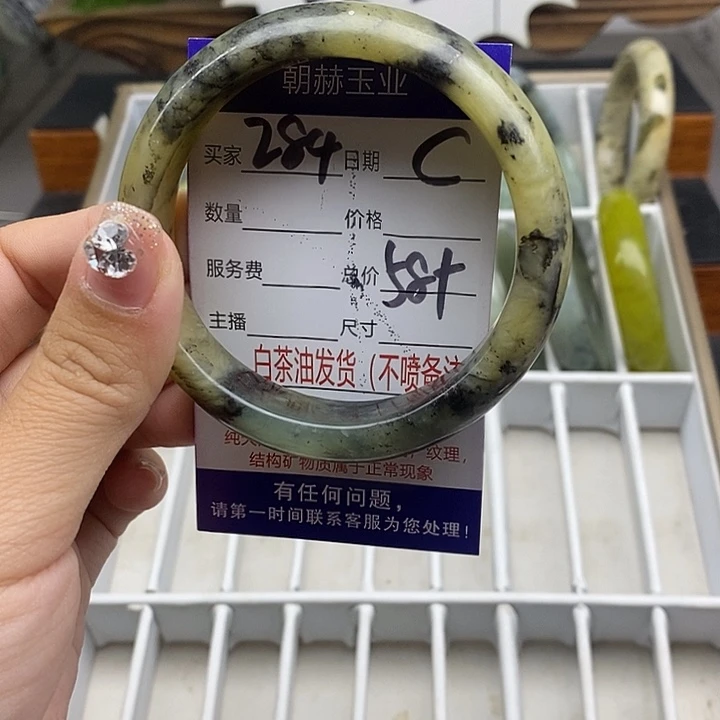 朝赫玉业
买家 日期 C
数量 价格
服务费 总价
主播 尺寸
白茶油发货（不喷备注
纹理，
结构矿物质属于正常现象
有任何问题，
请第一时间联系客服为您处理！